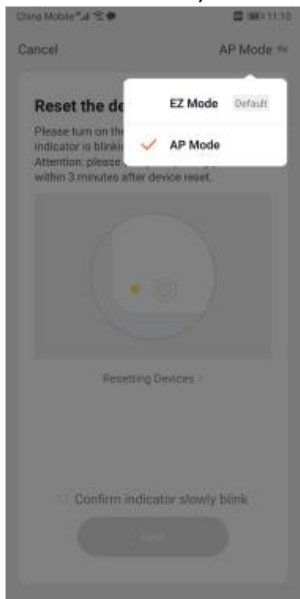 China Mobile 11:10
Cancel AP Mode
EZ Mode Default
AP Mode
Reset the de
Please turn on the
indicator is blinki
Attention: please
within 3 minutes after device reset.
Resetting Devices
Confirm indicator slowly blink